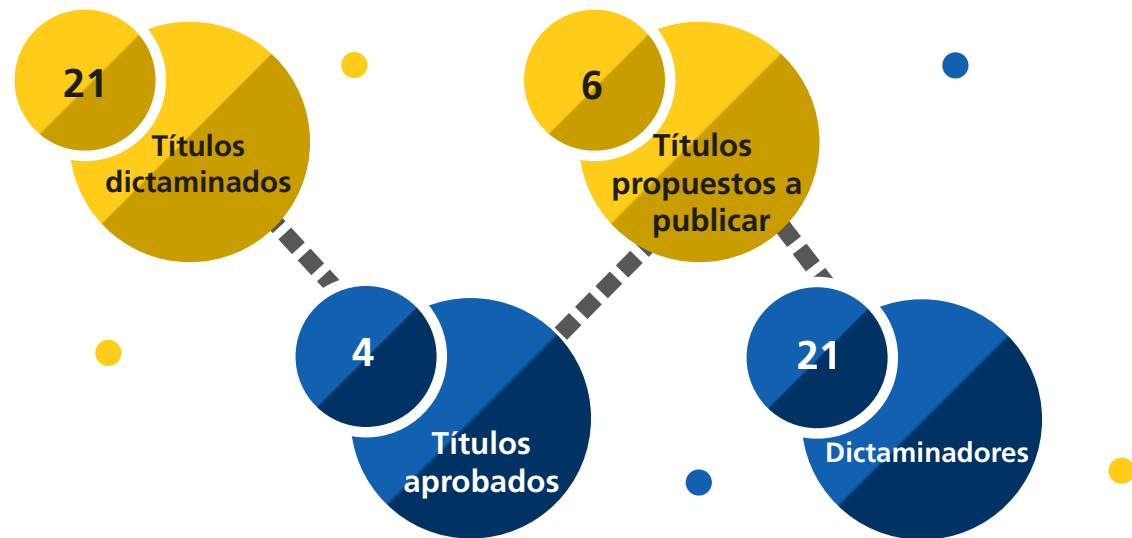 21
Títulos
dictaminados
4
Títulos
aprobados
6
Títulos
propuestos a
publicar
21
Dictaminadores